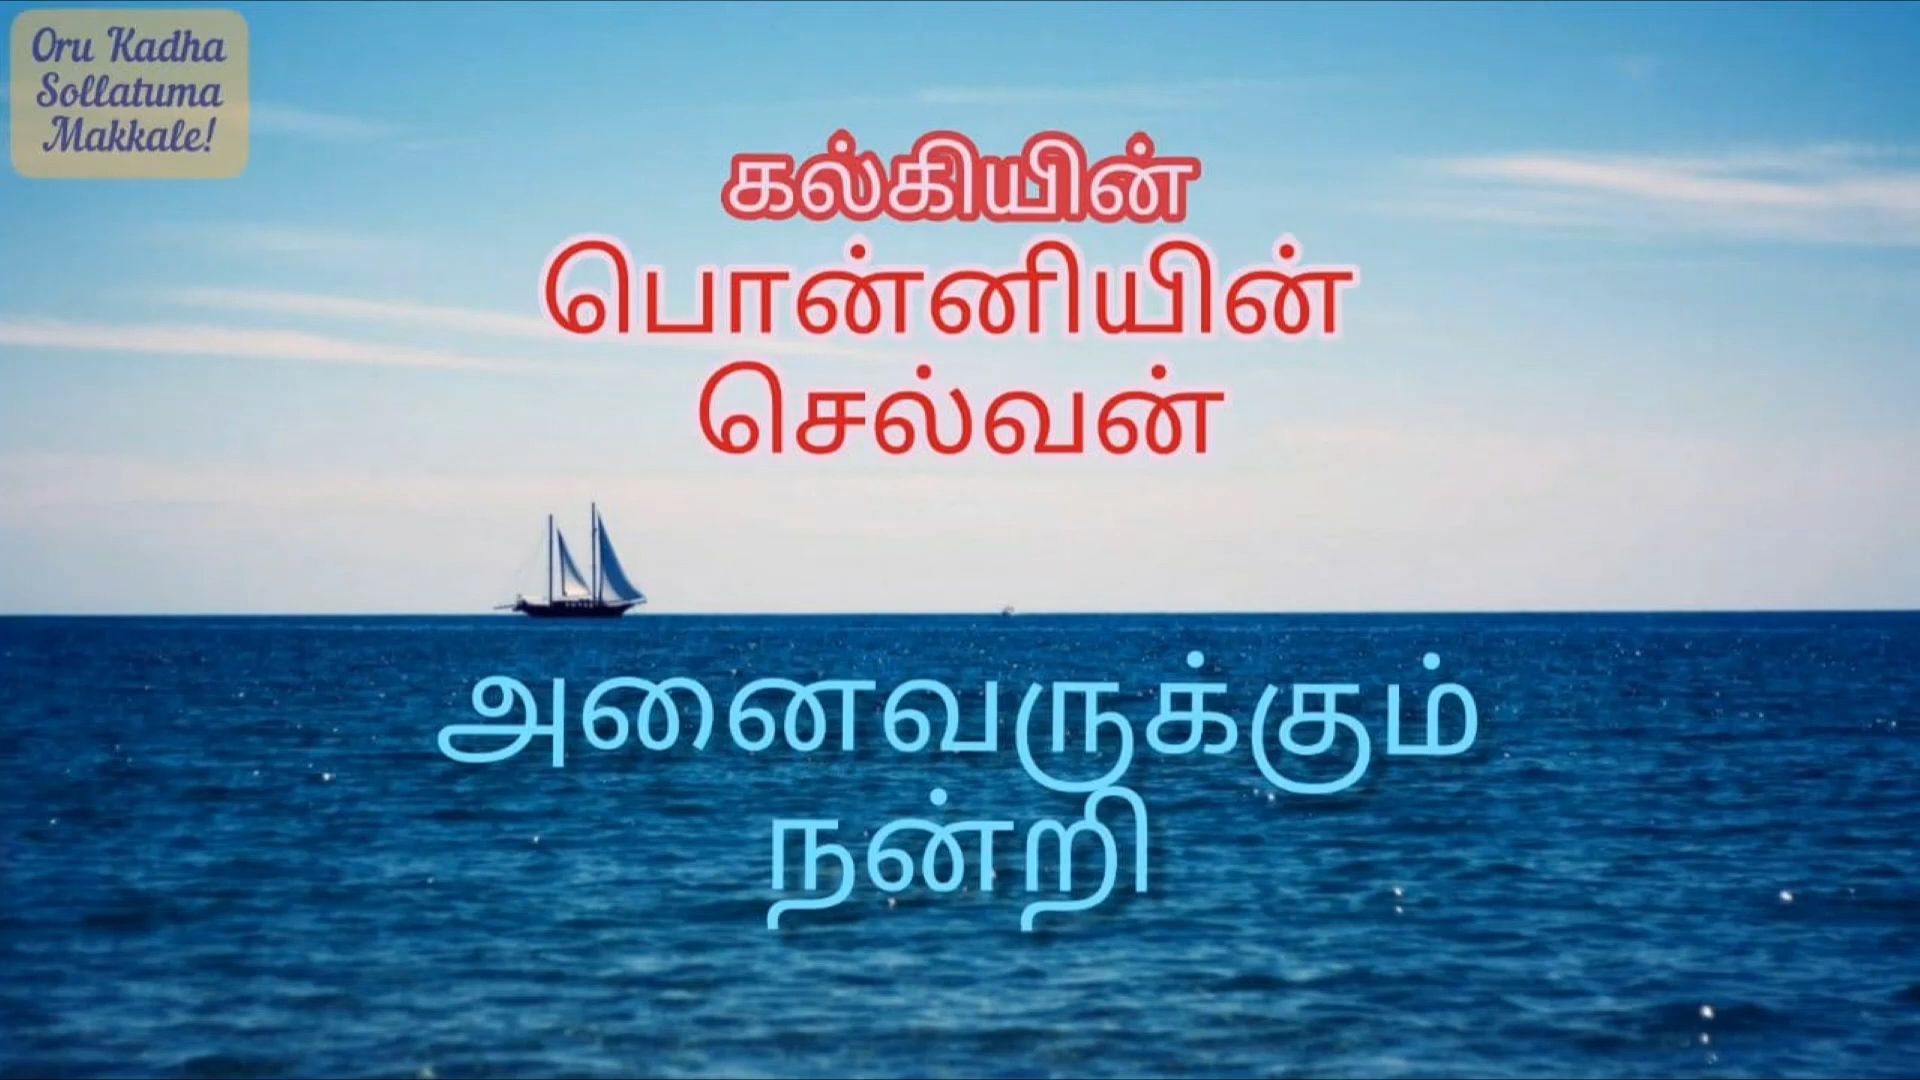 Oru Kadha
Sollatuma
Makkale!
கல்கியின்
பொன்னியின்
செல்வன்
அனைவருக்கும்
நன்றி